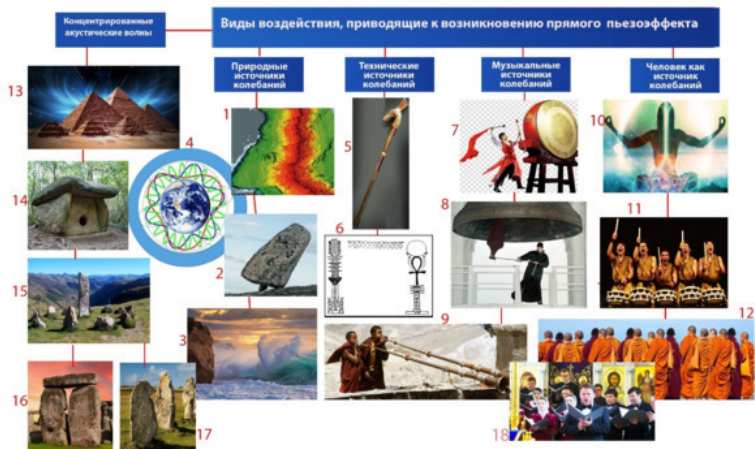 Концентрированные
акустические волны
Виды воздействия, приводящие к возникновению прямого пьезоэффекта
Природные
источники
колебаний
Технические
источники
колебаний
Музыкальные
источники
колебаний
Человек как
источник
колебаний
13
4
1
5
7
10
14
6
8
11
2
15
3
9
12
16
17
18